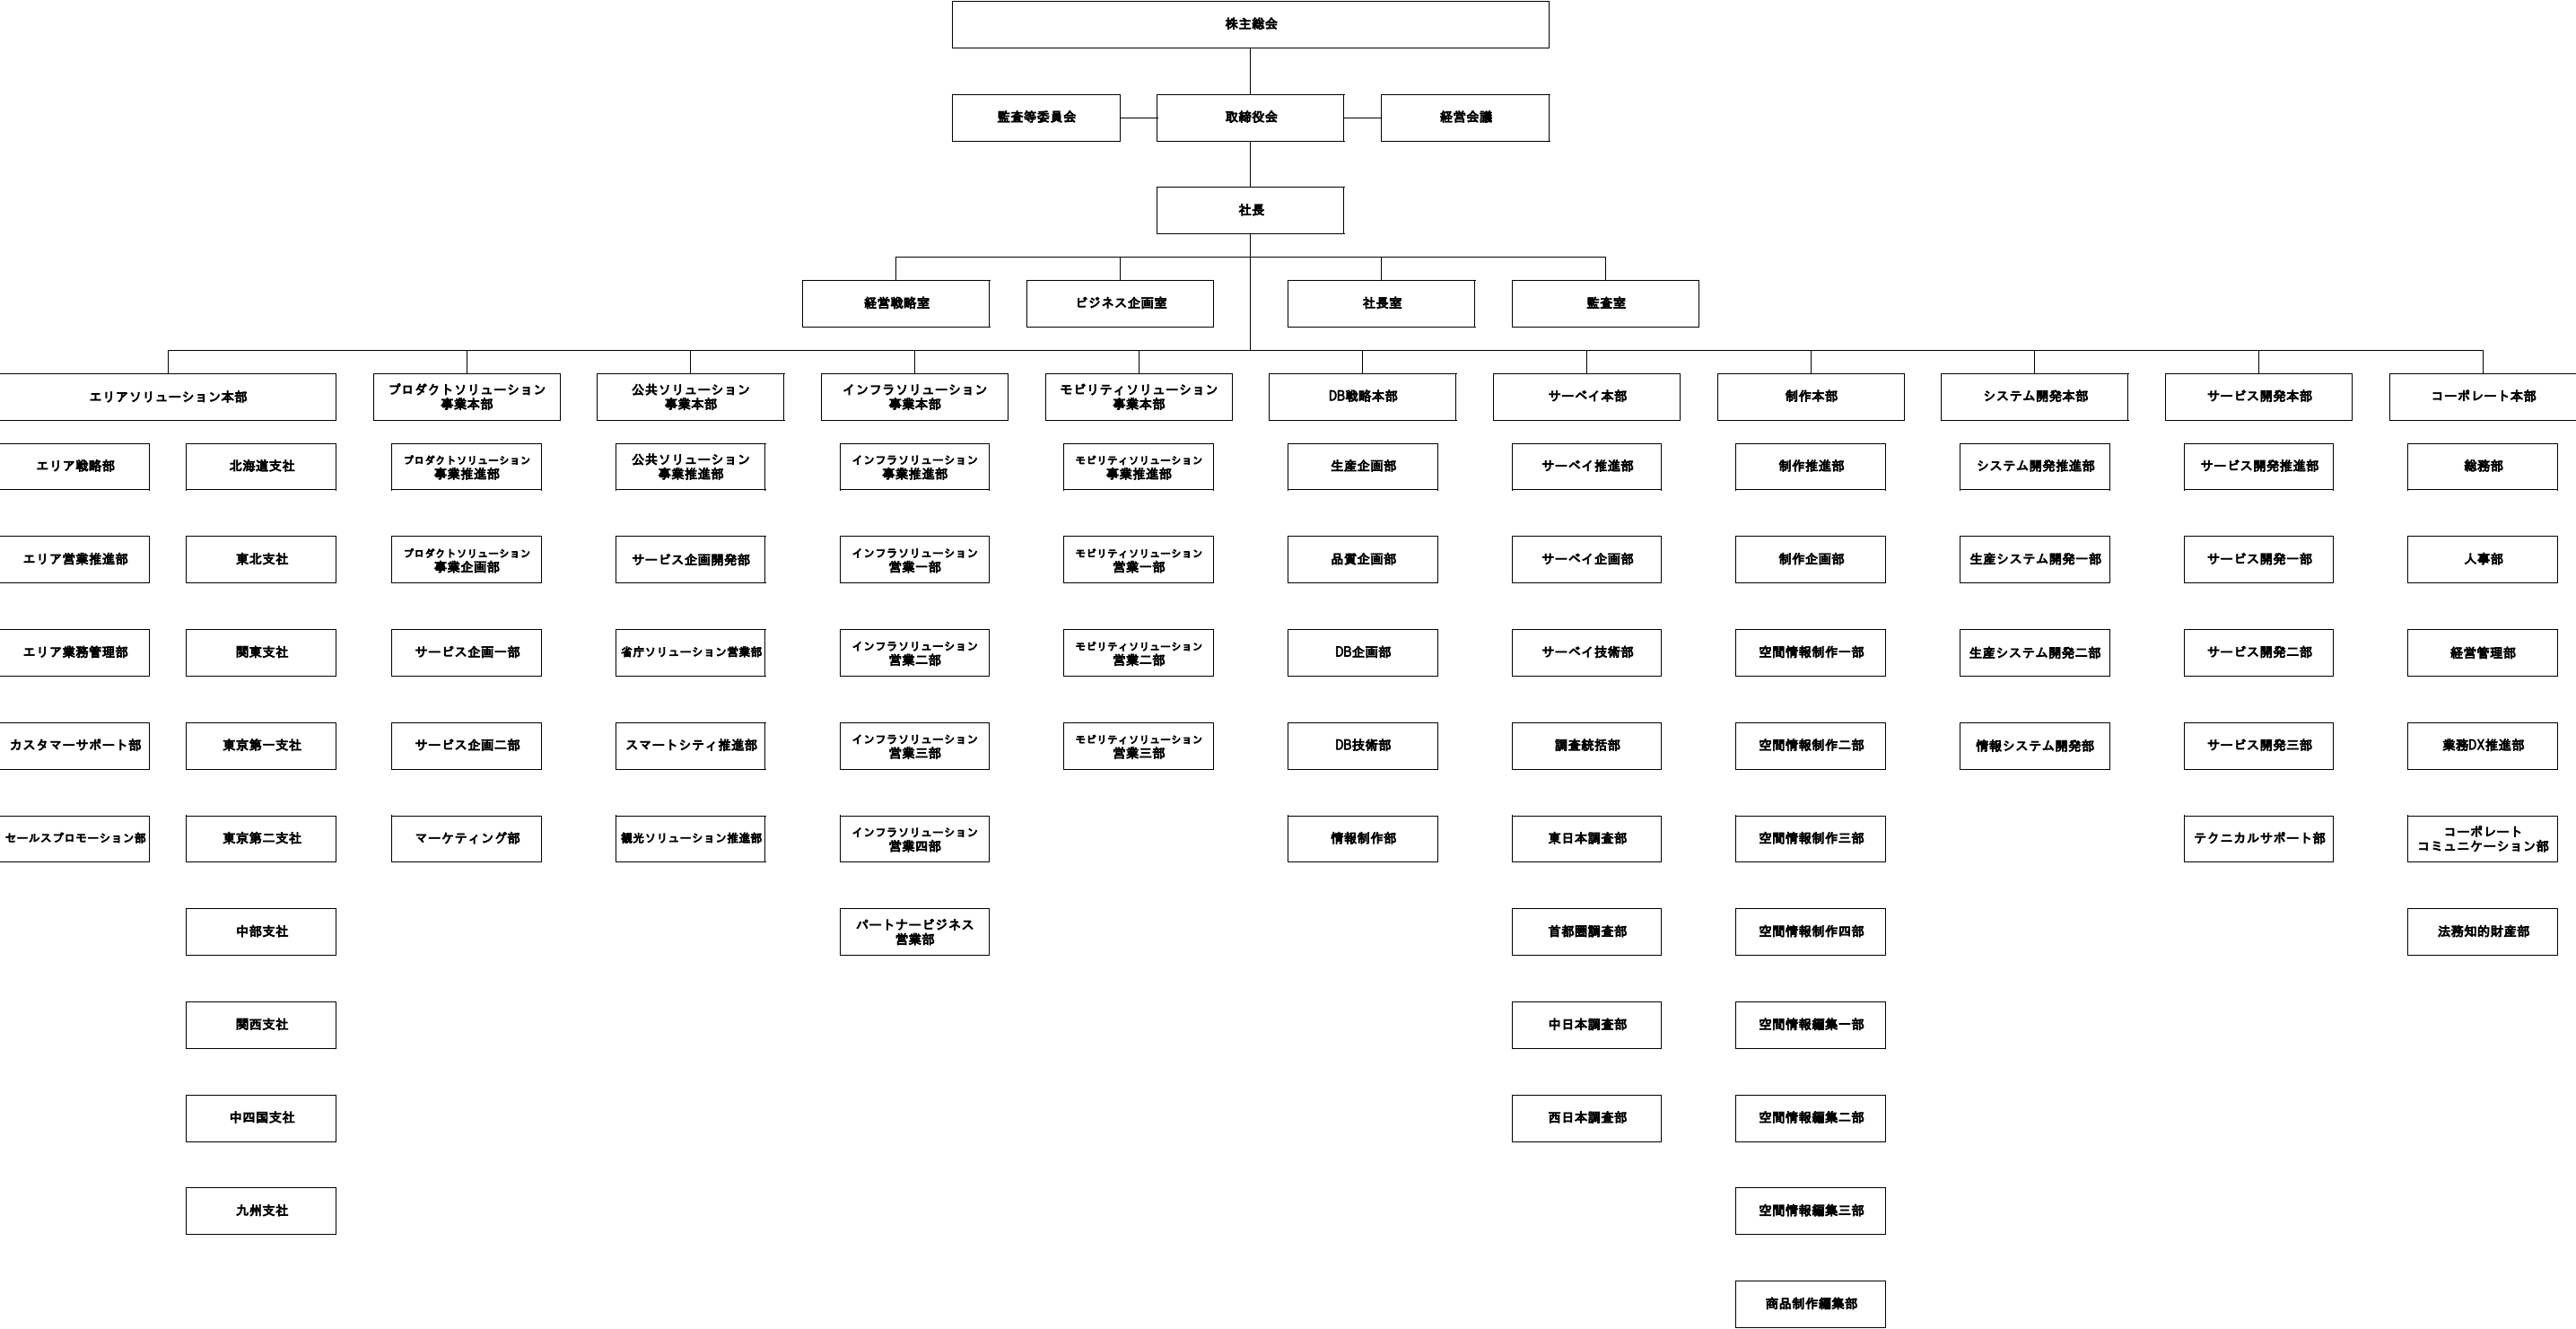 株主総会
監査等委員会
取締役会
経営会議
社長
経営戦略室
ビジネス企画室
社長室
監査室
エリアソリューション本部
エリア戦略部
エリア営業推進部
エリア業務管理部
カスタマーサポート部
セールスプロモーション部
北海道支社
東北支社
関東支社
東京第一支社
東京第二支社
中部支社
関西支社
中四国支社
九州支社
プロダクトソリューション
事業本部
プロダクトソリューション
事業推進部
プロダクトソリューション
事業企画部
サービス企画一部
サービス企画二部
マーケティング部
公共ソリューション
事業本部
公共ソリューション
事業推進部
サービス企画開発部
省庁ソリューション営業部
スマートシティ推進部
観光ソリューション推進部
インフラソリューション
事業本部
インフラソリューション
事業推進部
インフラソリューション
営業一部
インフラソリューション
営業二部
インフラソリューション
営業三部
インフラソリューション
営業四部
パートナービジネス
営業部
モビリティソリューション
事業本部
モビリティソリューション
事業推進部
モビリティソリューション
営業一部
モビリティソリューション
営業二部
モビリティソリューション
営業三部
DB戦略本部
生産企画部
品質企画部
DB企画部
DB技術部
情報制作部
サーベイ本部
サーベイ推進部
サーベイ企画部
サーベイ技術部
調査統括部
東日本調査部
首都圏調査部
中日本調査部
西日本調査部
制作本部
制作推進部
制作企画部
空間情報制作一部
空間情報制作二部
空間情報制作三部
空間情報制作四部
空間情報編集一部
空間情報編集二部
空間情報編集三部
商品制作編集部
システム開発本部
システム開発推進部
生産システム開発一部
生産システム開発二部
情報システム開発部
サービス開発本部
サービス開発推進部
サービス開発一部
サービス開発二部
サービス開発三部
テクニカルサポート部
コーポレート本部
総務部
人事部
経営管理部
業務DX推進部
コーポレート
コミュニケーション部
法務知的財産部